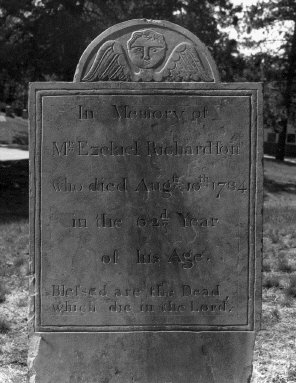 In Memory of
Mr Ezekiel Richardſon
who died Augſt 10th 1784
in the 62d Year
of his Age.
Bleſsed are the Dead
which die in the Lord,